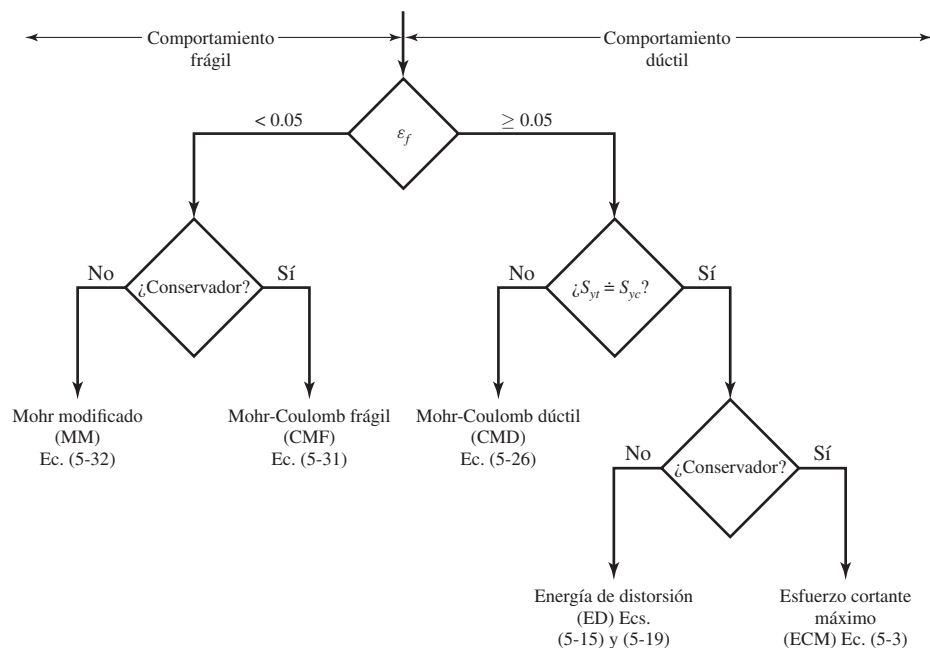 Comportamiento
frágil
Comportamiento
dúctil
< 0.05
ε_f
≥ 0.05
No
¿Conservador?
Sí
No
¿S_yt ≐ S_yc?
Sí
Mohr modificado
(MM)
Ec. (5-32)
Mohr-Coulomb frágil
(CMF)
Ec. (5-31)
Mohr-Coulomb dúctil
(CMD)
Ec. (5-26)
No
¿Conservador?
Sí
Energía de distorsión
(ED) Ecs.
(5-15) y (5-19)
Esfuerzo cortante
máximo
(ECM) Ec. (5-3)